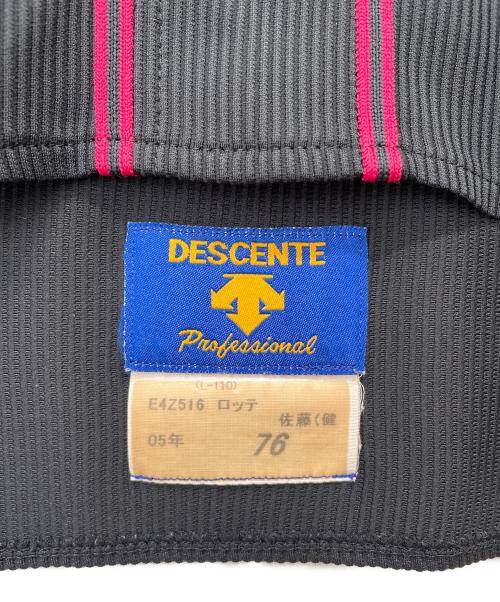 DESCENTE
Professional
(L-110)
E4Z516 ロッテ
佐藤(健
05年 76